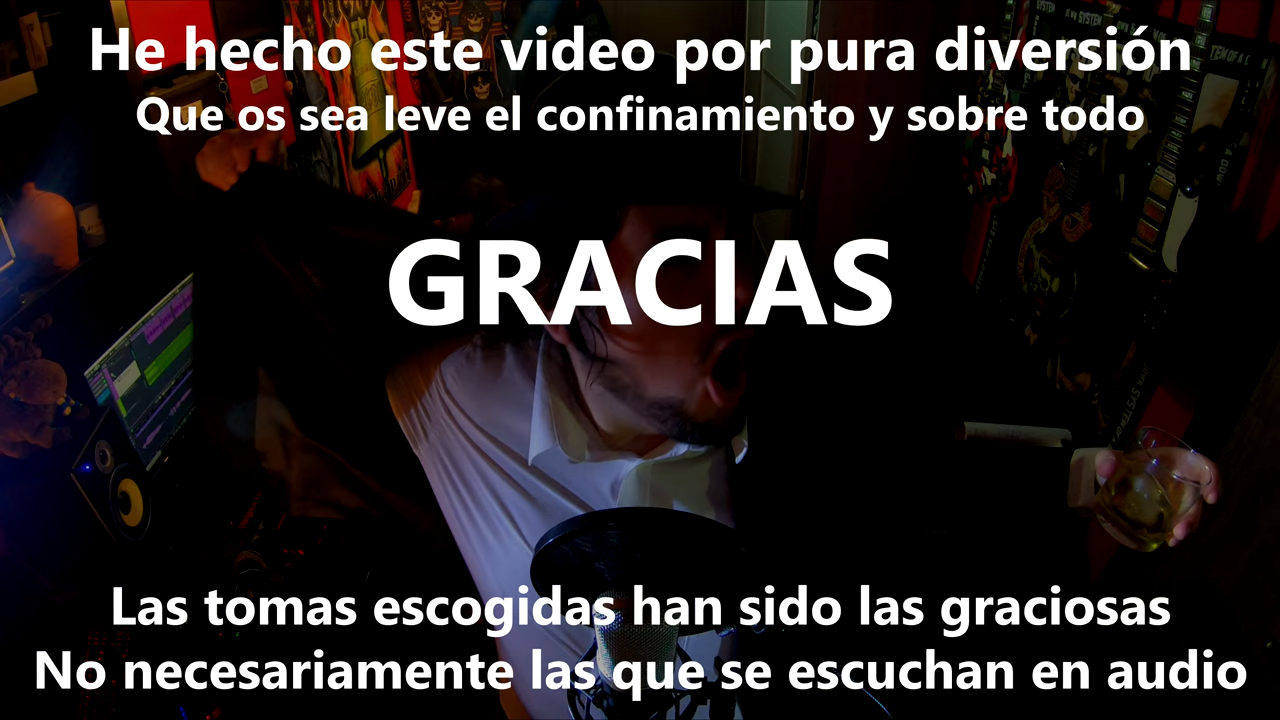 He hecho este video por pura diversión
Que os sea leve el confinamiento y sobre todo
GRACIAS
Las tomas escogidas han sido las graciosas
No necesariamente las que se escuchan en audio